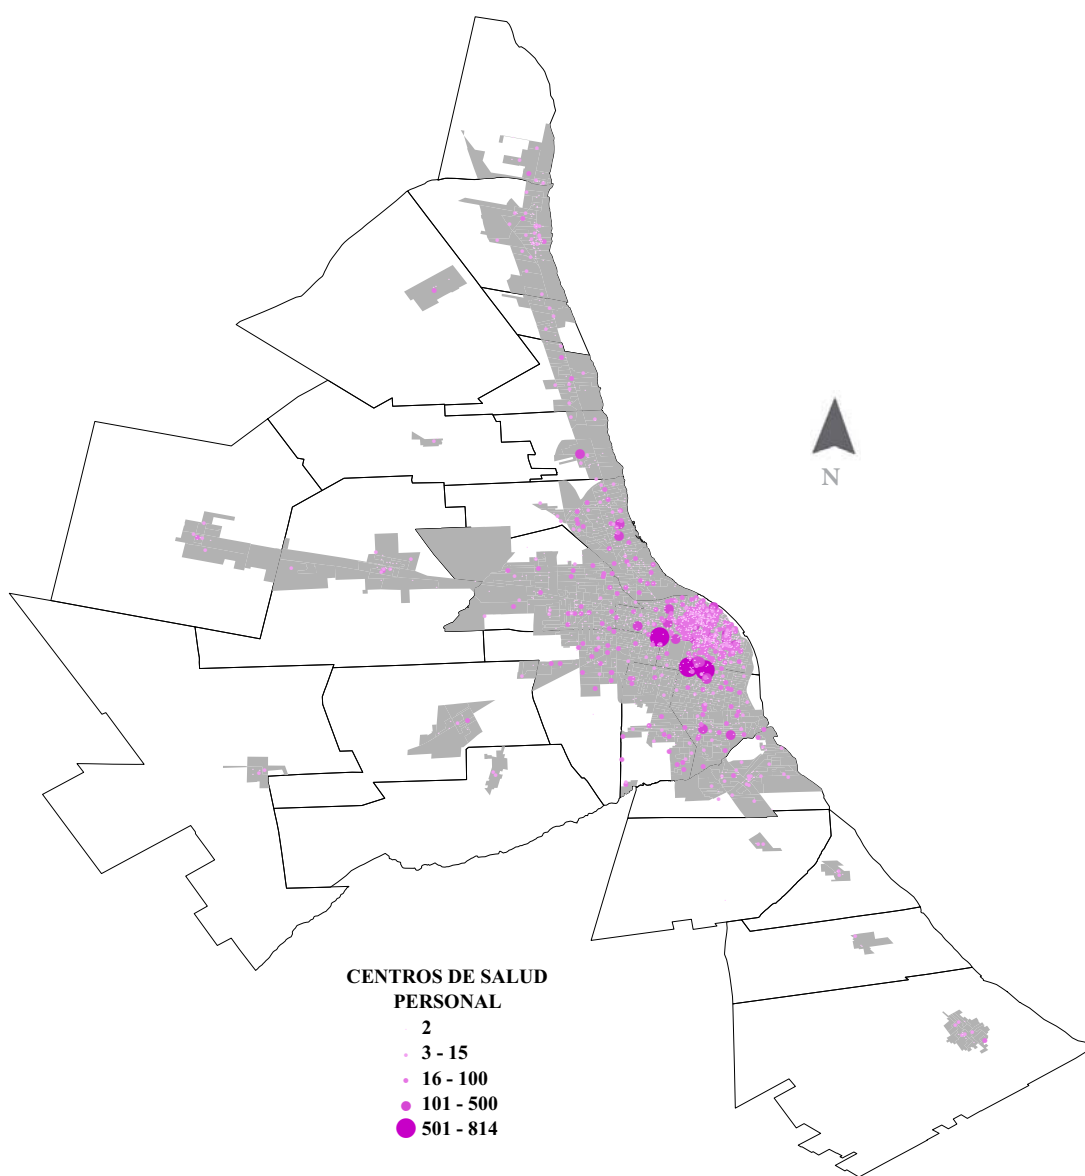 N
CENTROS DE SALUD
PERSONAL
2
3 - 15
16 - 100
101 - 500
501 - 814